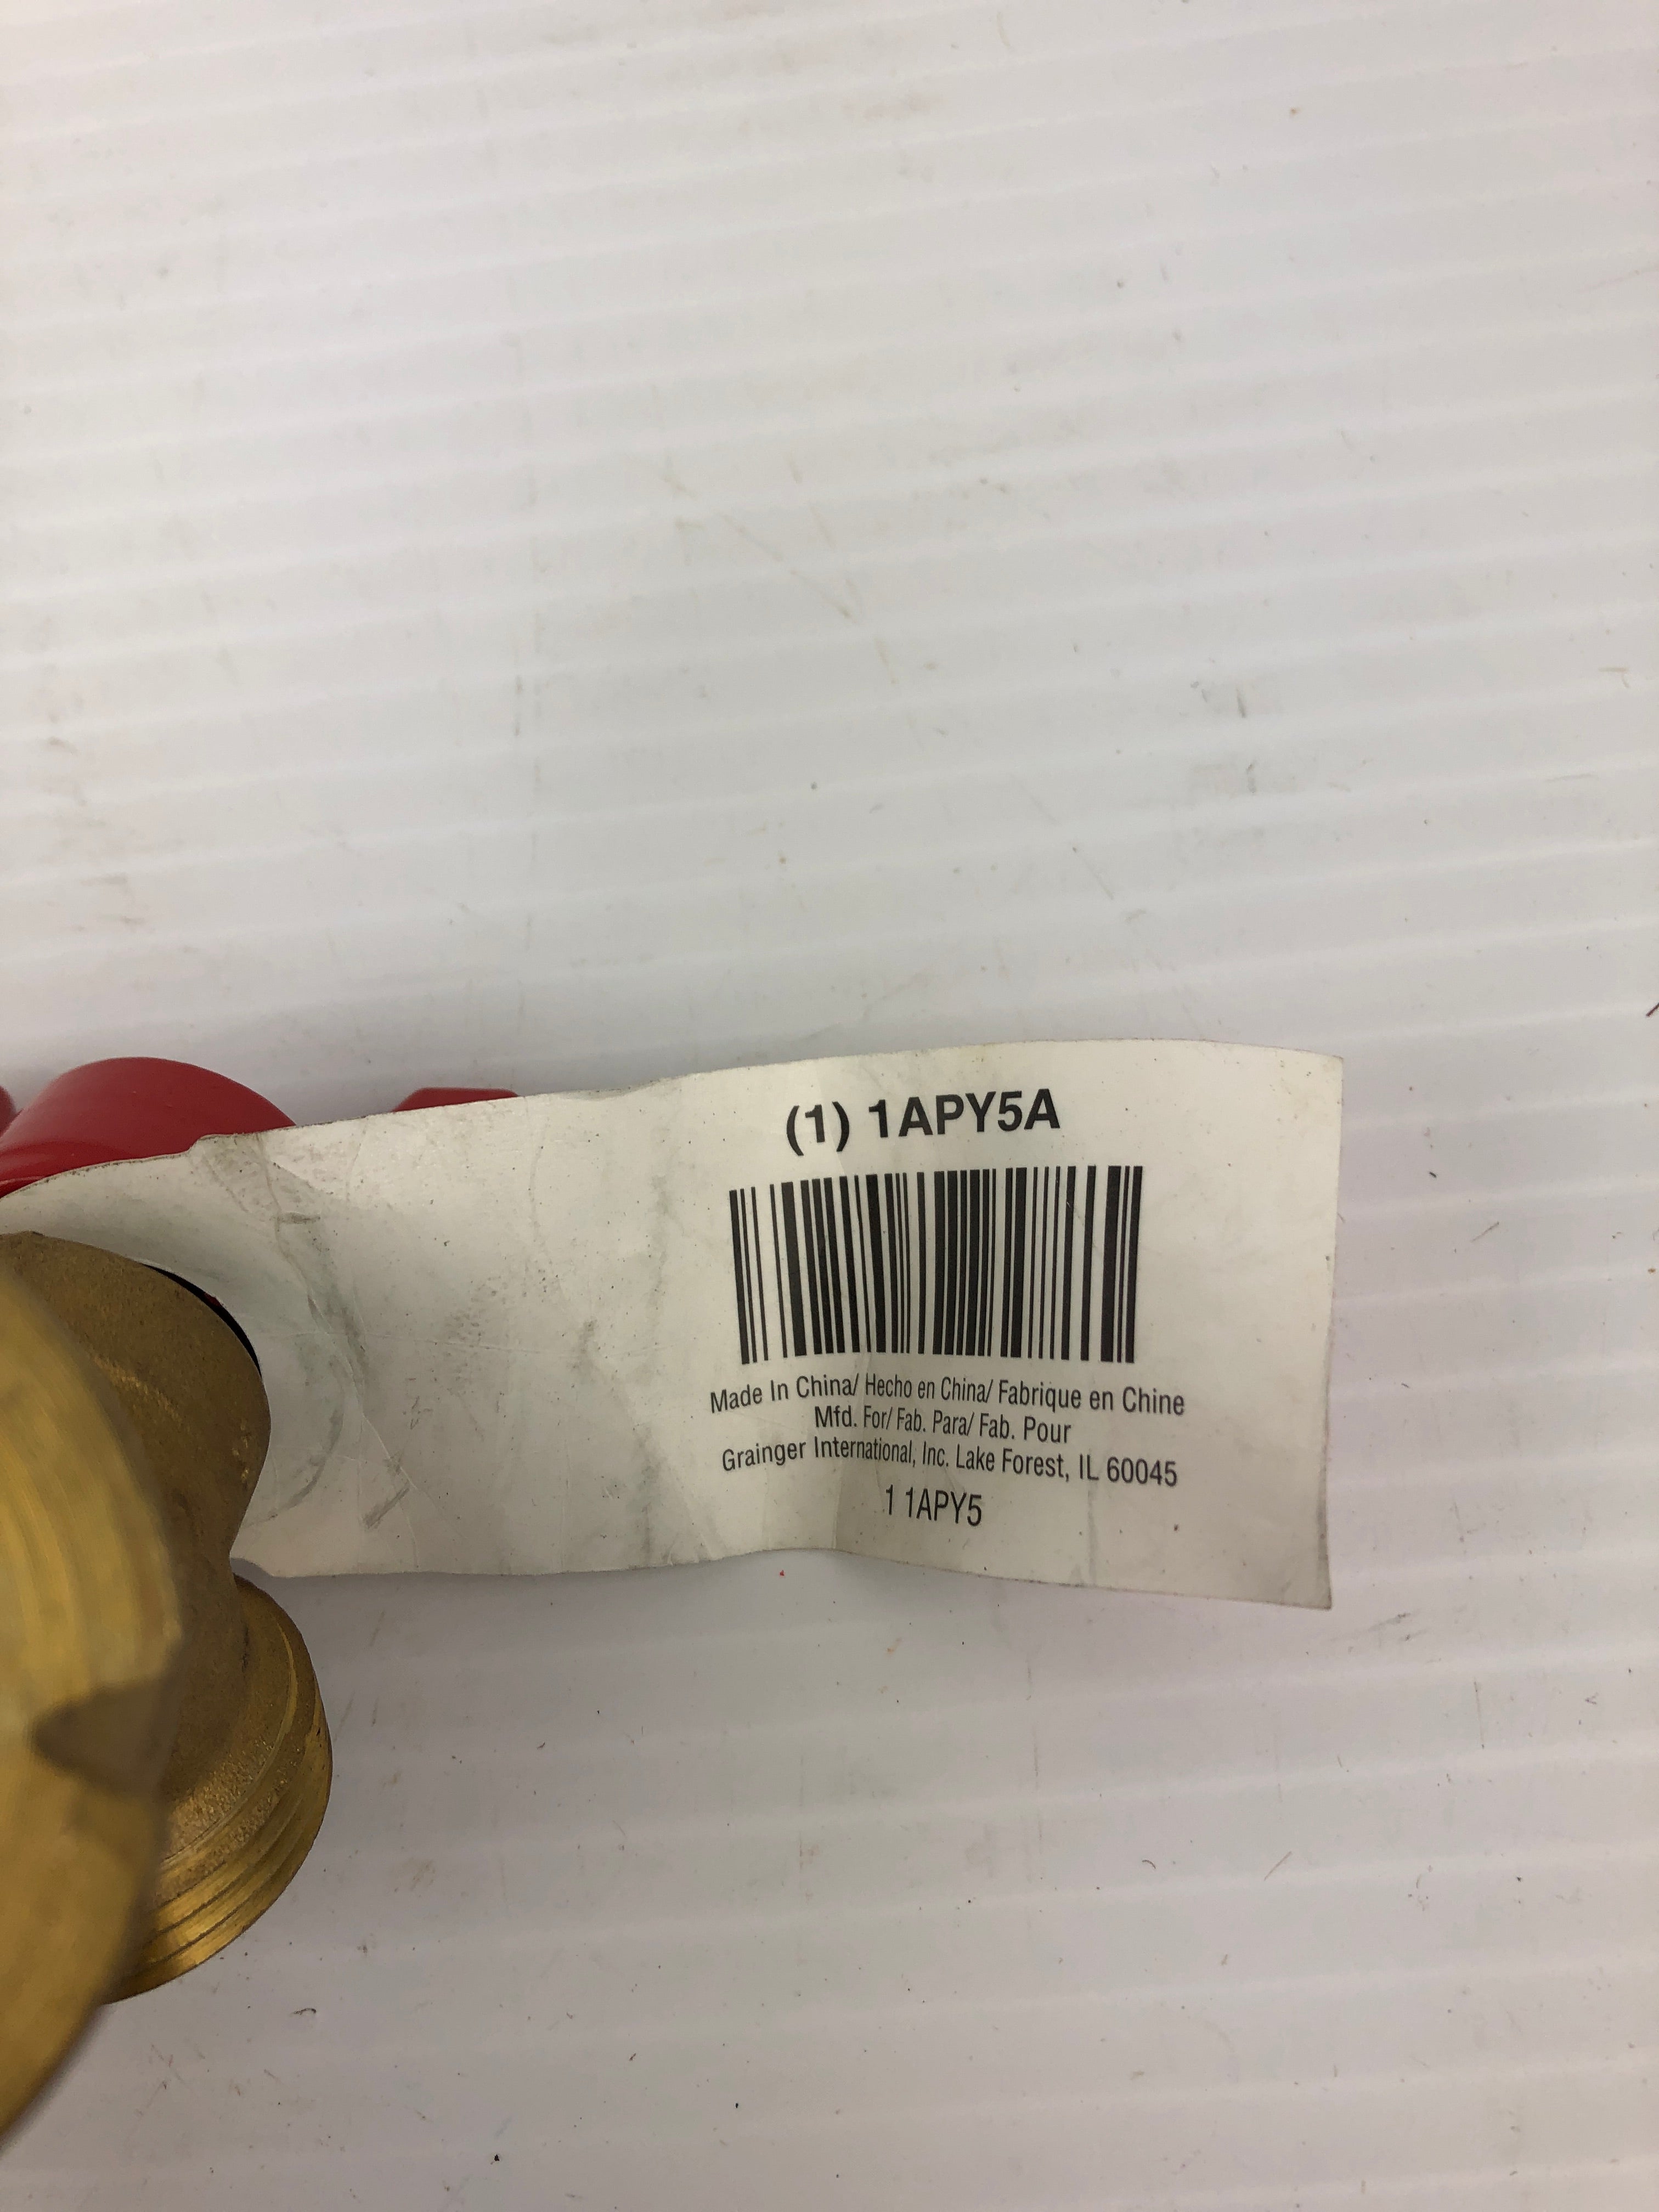 (1) 1APY5A
Made In China/ Hecho en China/ Fabrique en Chine
Mfd. For/ Fab. Para/ Fab. Pour
Grainger International, Inc. Lake Forest, IL 60045
1 1APY5